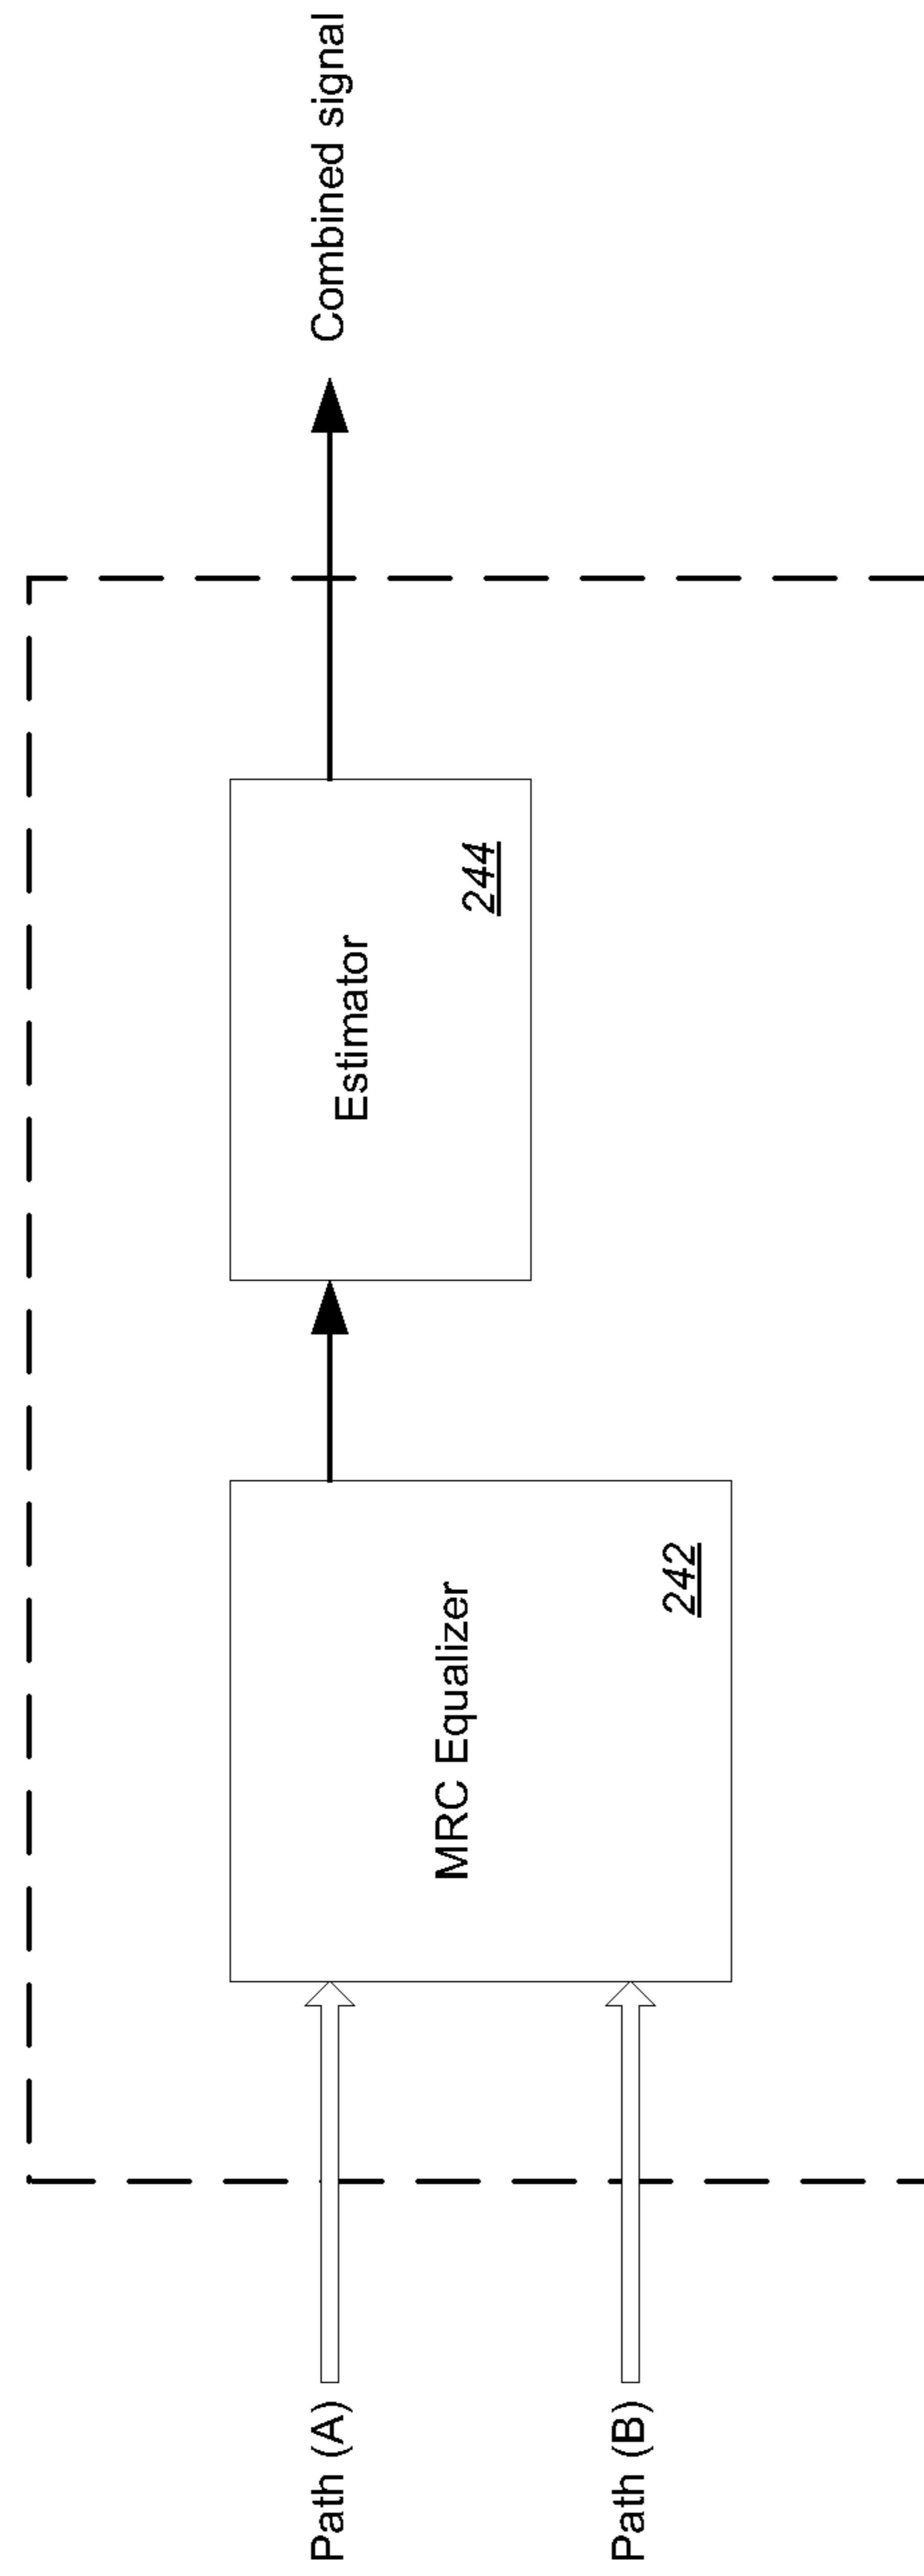 Path (A)
Path (B)
MRC Equalizer
242
Estimator
244
Combined signal